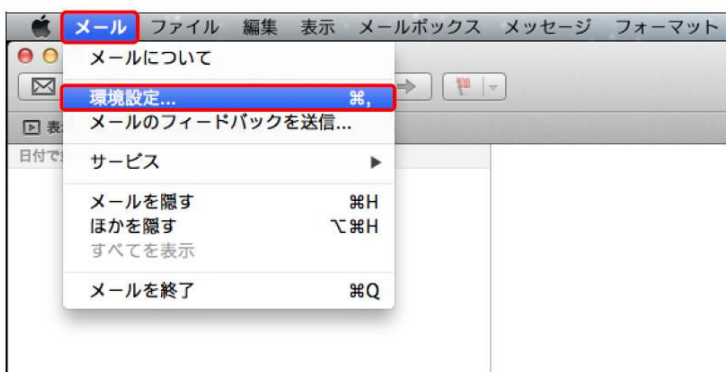 メール ファイル 編集 表示 メールボックス メッセージ フォーマット
メールについて
環境設定... ⌘,
メールのフィードバックを送信...
表
日付で
サービス ▶
メールを隠す ⌘H
ほかを隠す ⌥⌘H
すべてを表示
メールを終了 ⌘Q